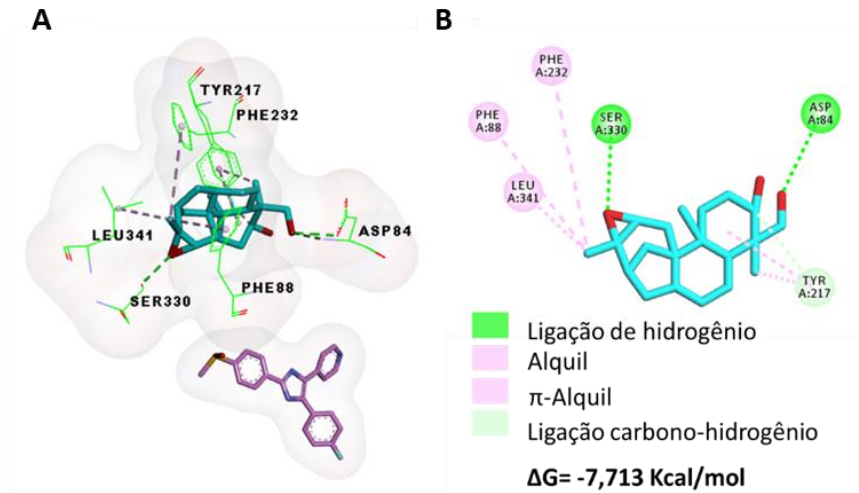 A
TYR217
PHE232
LEU341
ASP84
SER330
PHE88
B
PHE
A:232
PHE
A:88
SER
A:330
ASP
A:84
LEU
A:341
TYR
A:217
Ligação de hidrogênio
Alquil
π-Alquil
Ligação carbono-hidrogênio
ΔG= -7,713 Kcal/mol